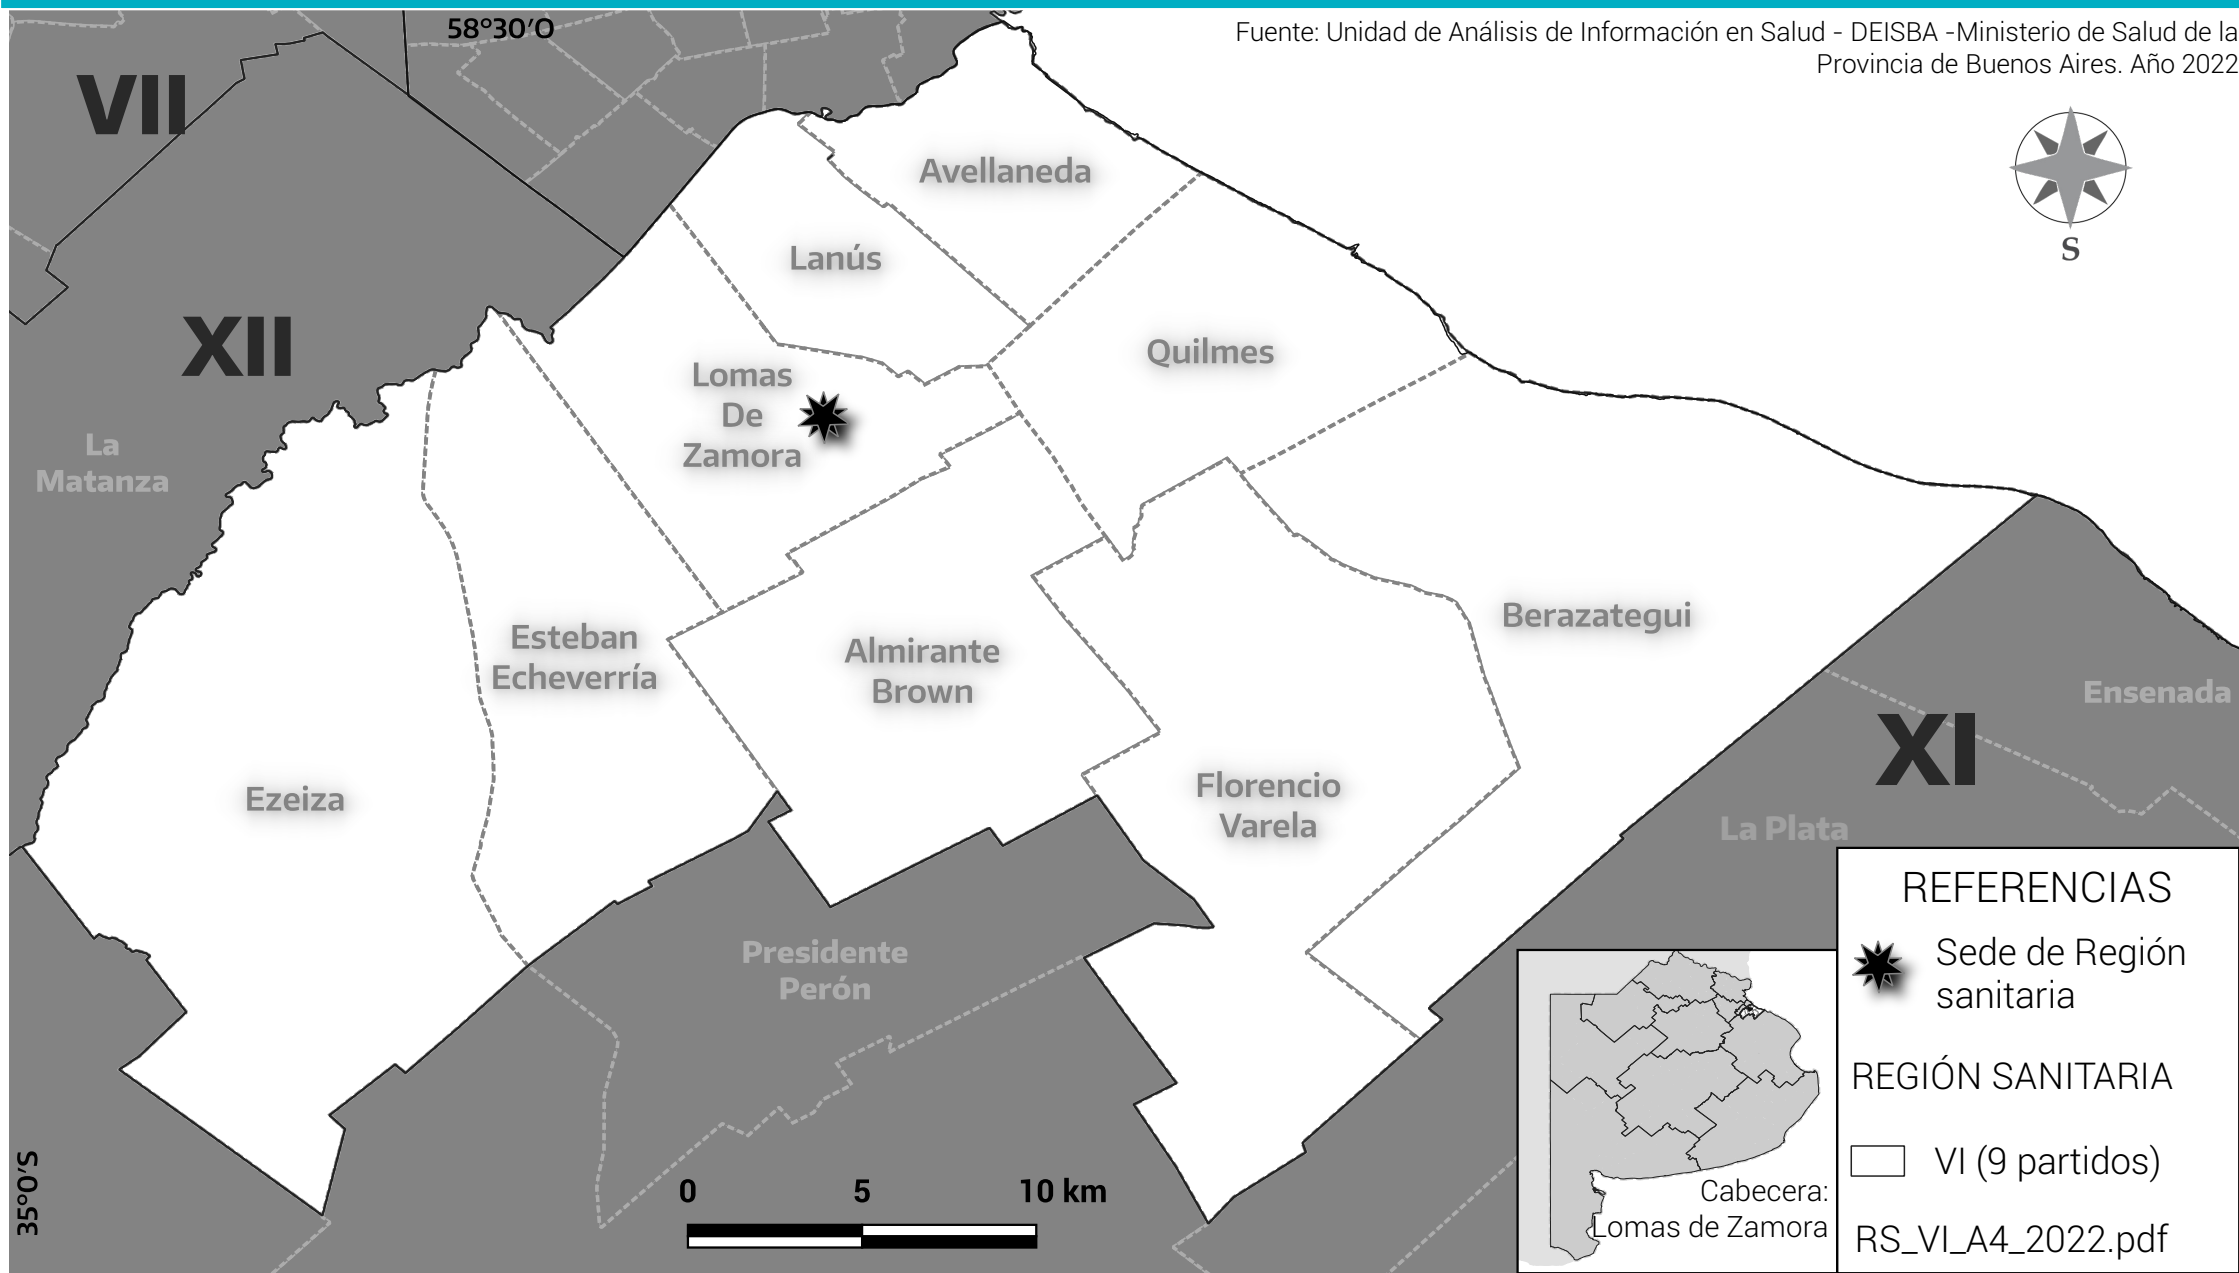 58°30'O
Fuente: Unidad de Análisis de Información en Salud - DEISBA -Ministerio de Salud de la
Provincia de Buenos Aires. Año 2022
VII
Avellaneda
S
Lanús
XII
Quilmes
Lomas
De
Zamora
La
Matanza
Esteban
Echeverría
Almirante
Brown
Berazategui
Ensenada
XI
Ezeiza
Florencio
Varela
La Plata
Presidente
Perón
REFERENCIAS
Sede de Región
sanitaria
REGIÓN SANITARIA
VI (9 partidos)
RS_VI_A4_2022.pdf
Cabecera:
Lomas de Zamora
0 5 10 km
35°0'S